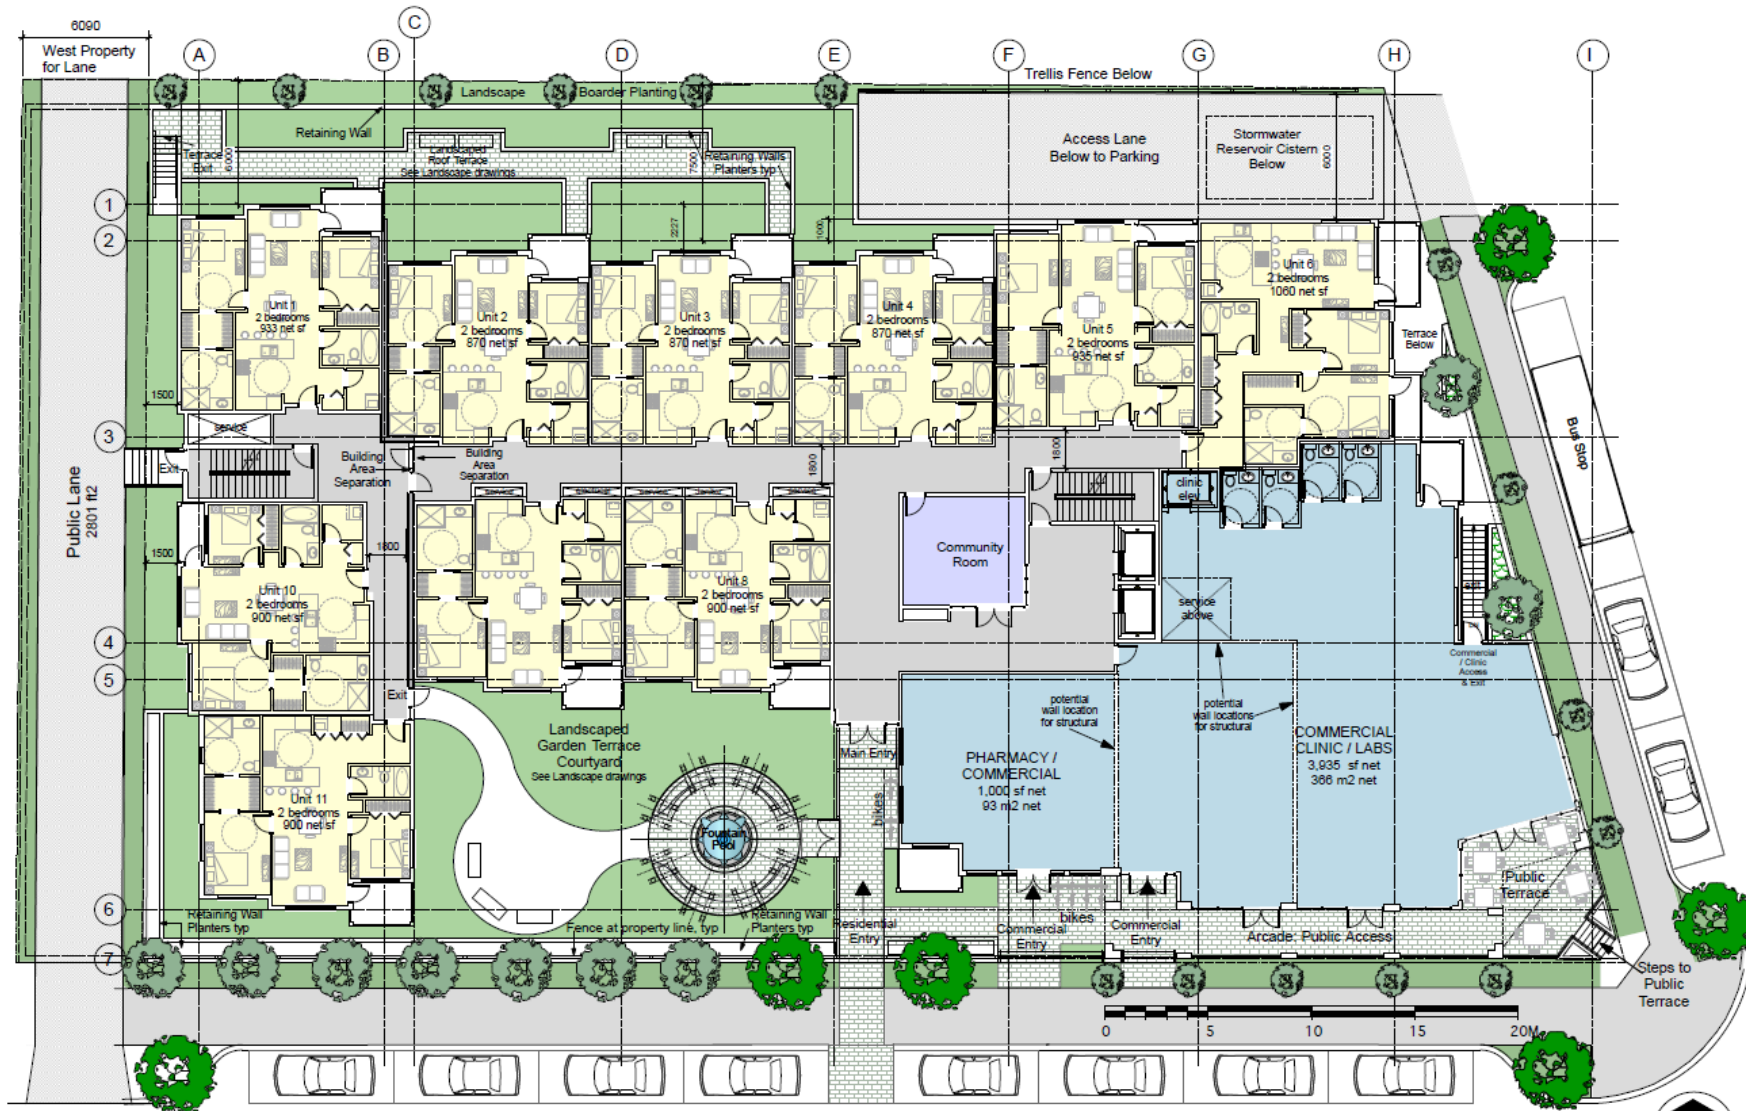 6090
West Property
for Lane
A
B
C
D
E
F
G
H
I
Landscape
Boarder Planting
Trellis Fence Below
Retaining Wall
Terrace
Exit
6000
Landscaped
Roof Terrace
See Landscape drawings
7500
Retaining Walls
Planters typ
Access Lane
Below to Parking
Stormwater
Reservoir Cistern
Below
6000
1
2
2227
1000
Unit 1
2 bedrooms
933 net sf
Unit 2
2 bedrooms
870 net sf
Unit 3
2 bedrooms
870 net sf
Unit 4
2 bedrooms
870 net sf
Unit 5
2 bedrooms
935 net sf
Unit 6
2 bedrooms
1060 net sf
Terrace
Below
1500
service
3
Exit
Building
Area
Separation
Building
Area
Separation
1800
1800
clinic
elev
Bus Stop
Public Lane
2801 ft2
1500
1800
Unit 10
2 bedrooms
900 net sf
Unit 8
2 bedrooms
900 net sf
Community
Room
service
above
exit
4
5
Commercial
/ Clinic
Access
& Exit
Exit
potential
wall location
for structural
potential
wall locations
for structural
Landscaped
Garden Terrace
Courtyard
See Landscape drawings
Main Entry
PHARMACY /
COMMERCIAL
1,000 sf net
93 m2 net
COMMERCIAL
CLINIC / LABS
3,935 sf net
366 m2 net
Unit 11
2 bedrooms
900 net sf
bikes
Fountain
Pool
Public
Terrace
6
Retaining Wall
Planters typ
Fence at property line, typ
Retaining Wall
Planters typ
Residential
Entry
Commercial
Entry
bikes
Commercial
Entry
Arcade: Public Access
7
Steps to
Public
Terrace
0
5
10
15
20M